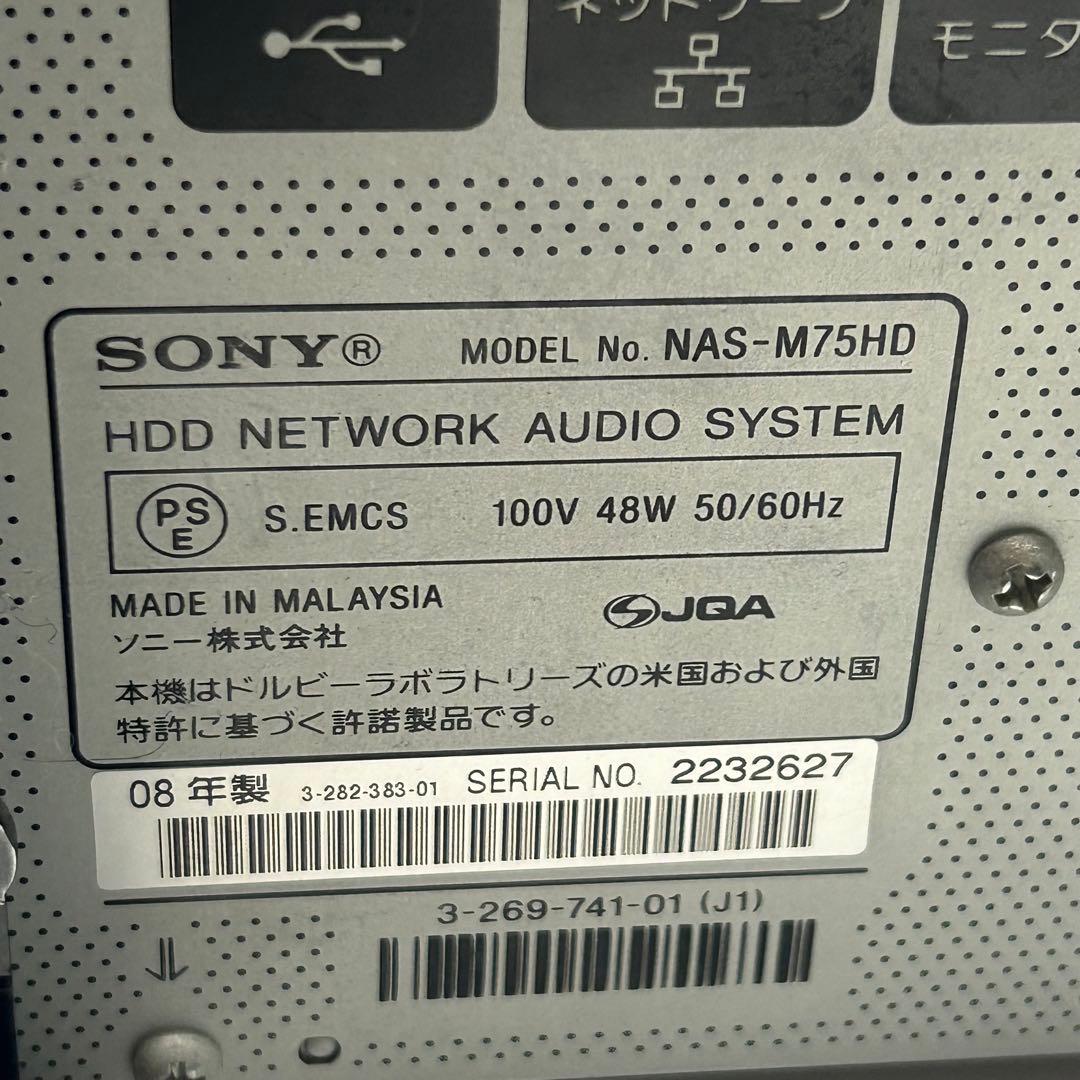 ネットワーク
モニタ
SONY® MODEL No. NAS-M75HD
HDD NETWORK AUDIO SYSTEM
PSE S.EMCS 100V 48W 50/60Hz
MADE IN MALAYSIA JQA
ソニー株式会社
本機はドルビーラボラトリーズの米国および外国
特許に基づく許諾製品です。
08年製 3-282-383-01 SERIAL NO. 2232627
3-269-741-01 (J1)